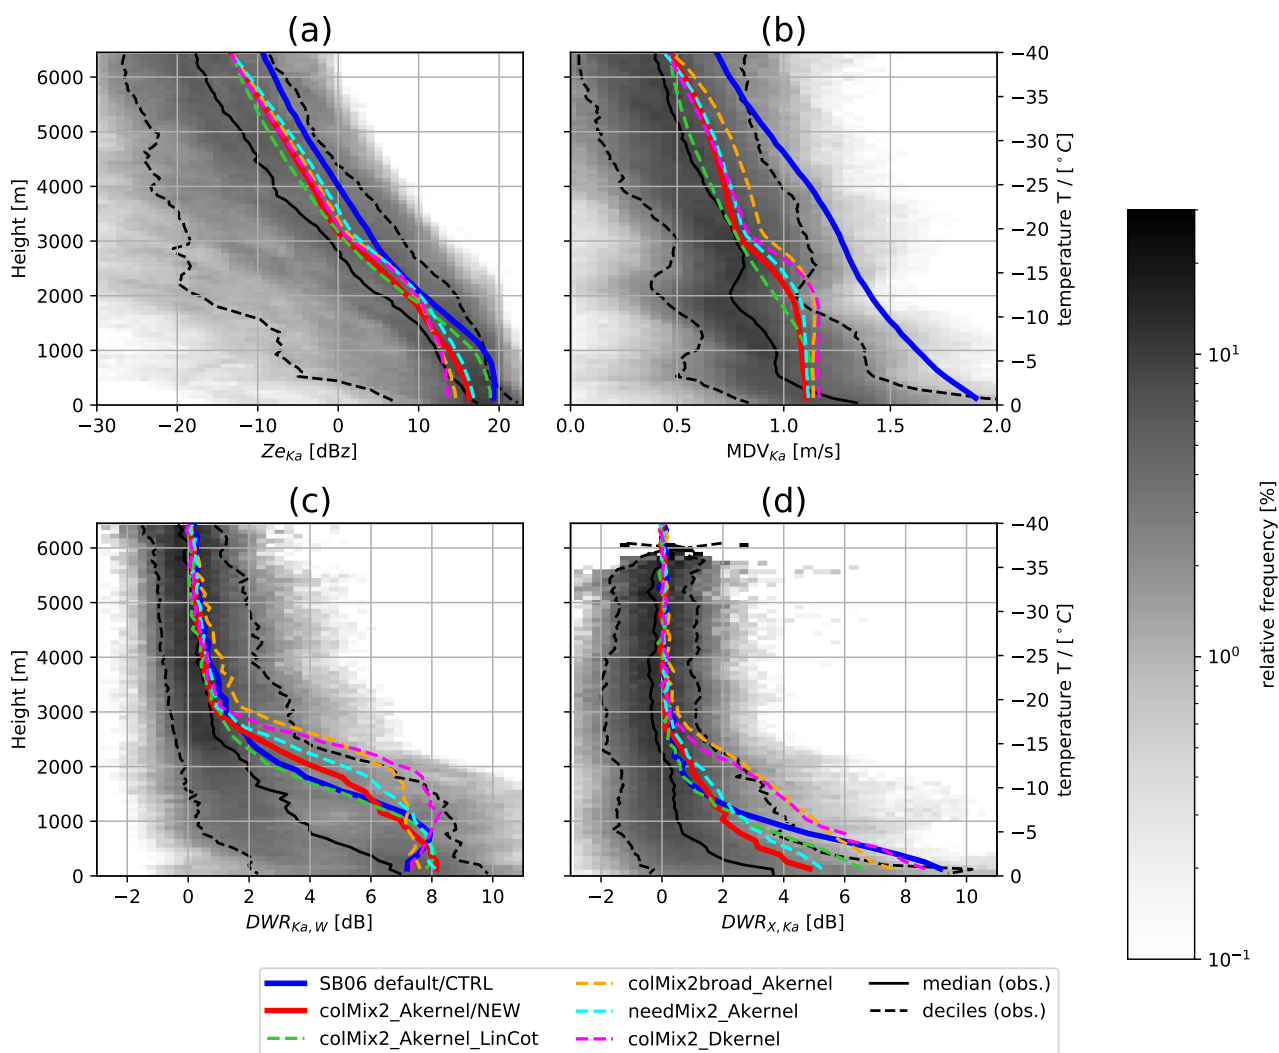 (a)
(b)
6000
5000
4000
3000
2000
1000
0
Height [m]
−30
−20
−10
0
10
20
Ze_Ka [dBz]
0.0
0.5
1.0
1.5
2.0
MDV_Ka [m/s]
−40
−35
−30
−25
−20
−15
−10
−5
0
temperature T / [°C]
(c)
(d)
6000
5000
4000
3000
2000
1000
0
Height [m]
−2
0
2
4
6
8
10
DWR_Ka,W [dB]
−2
0
2
4
6
8
10
DWR_X,Ka [dB]
−40
−35
−30
−25
−20
−15
−10
−5
0
temperature T / [°C]
10^1
10^0
10^−1
relative frequency [%]
SB06 default/CTRL
colMix2_Akernel/NEW
colMix2_Akernel_LinCot
colMix2broad_Akernel
needMix2_Akernel
colMix2_Dkernel
median (obs.)
deciles (obs.)